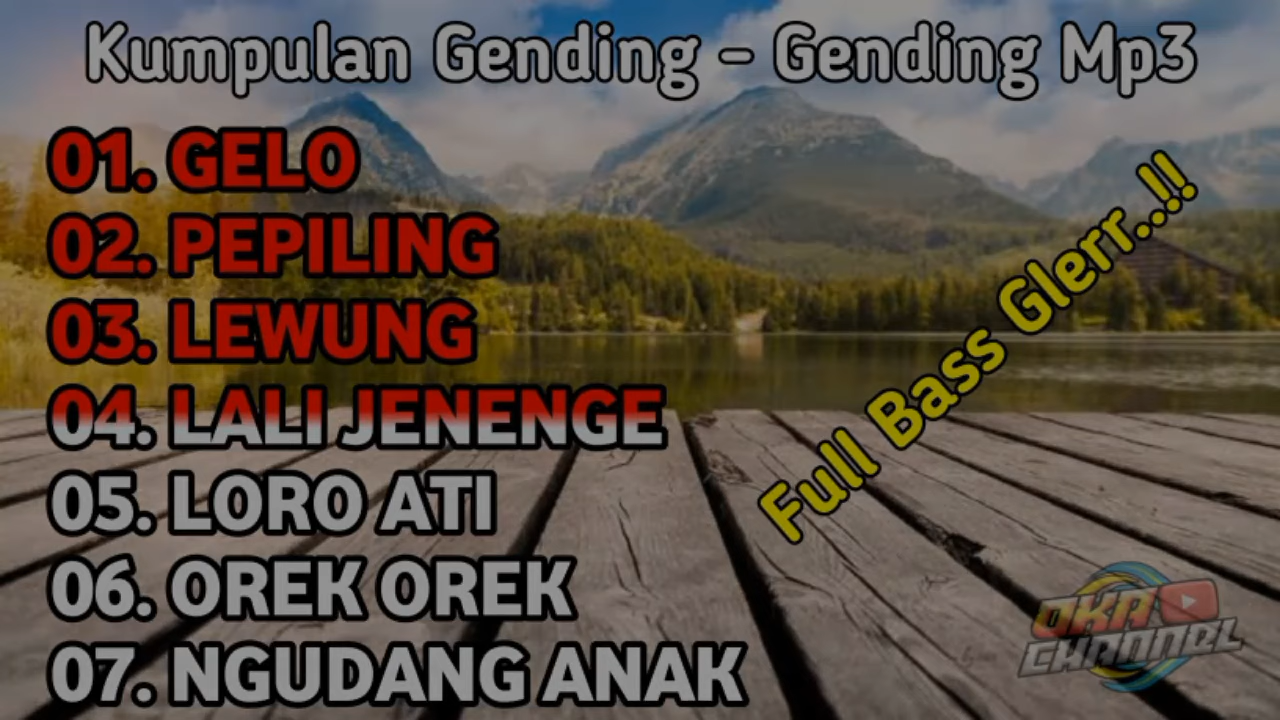 Kumpulan Gending - Gending Mp3
01. GELO
02. PEPILING
03. LEWUNG
04. LALI JENENGE
05. LORO ATI
06. OREK OREK
07. NGUDANG ANAK
Full Bass Glerr..!!
OKA
CHANNEL